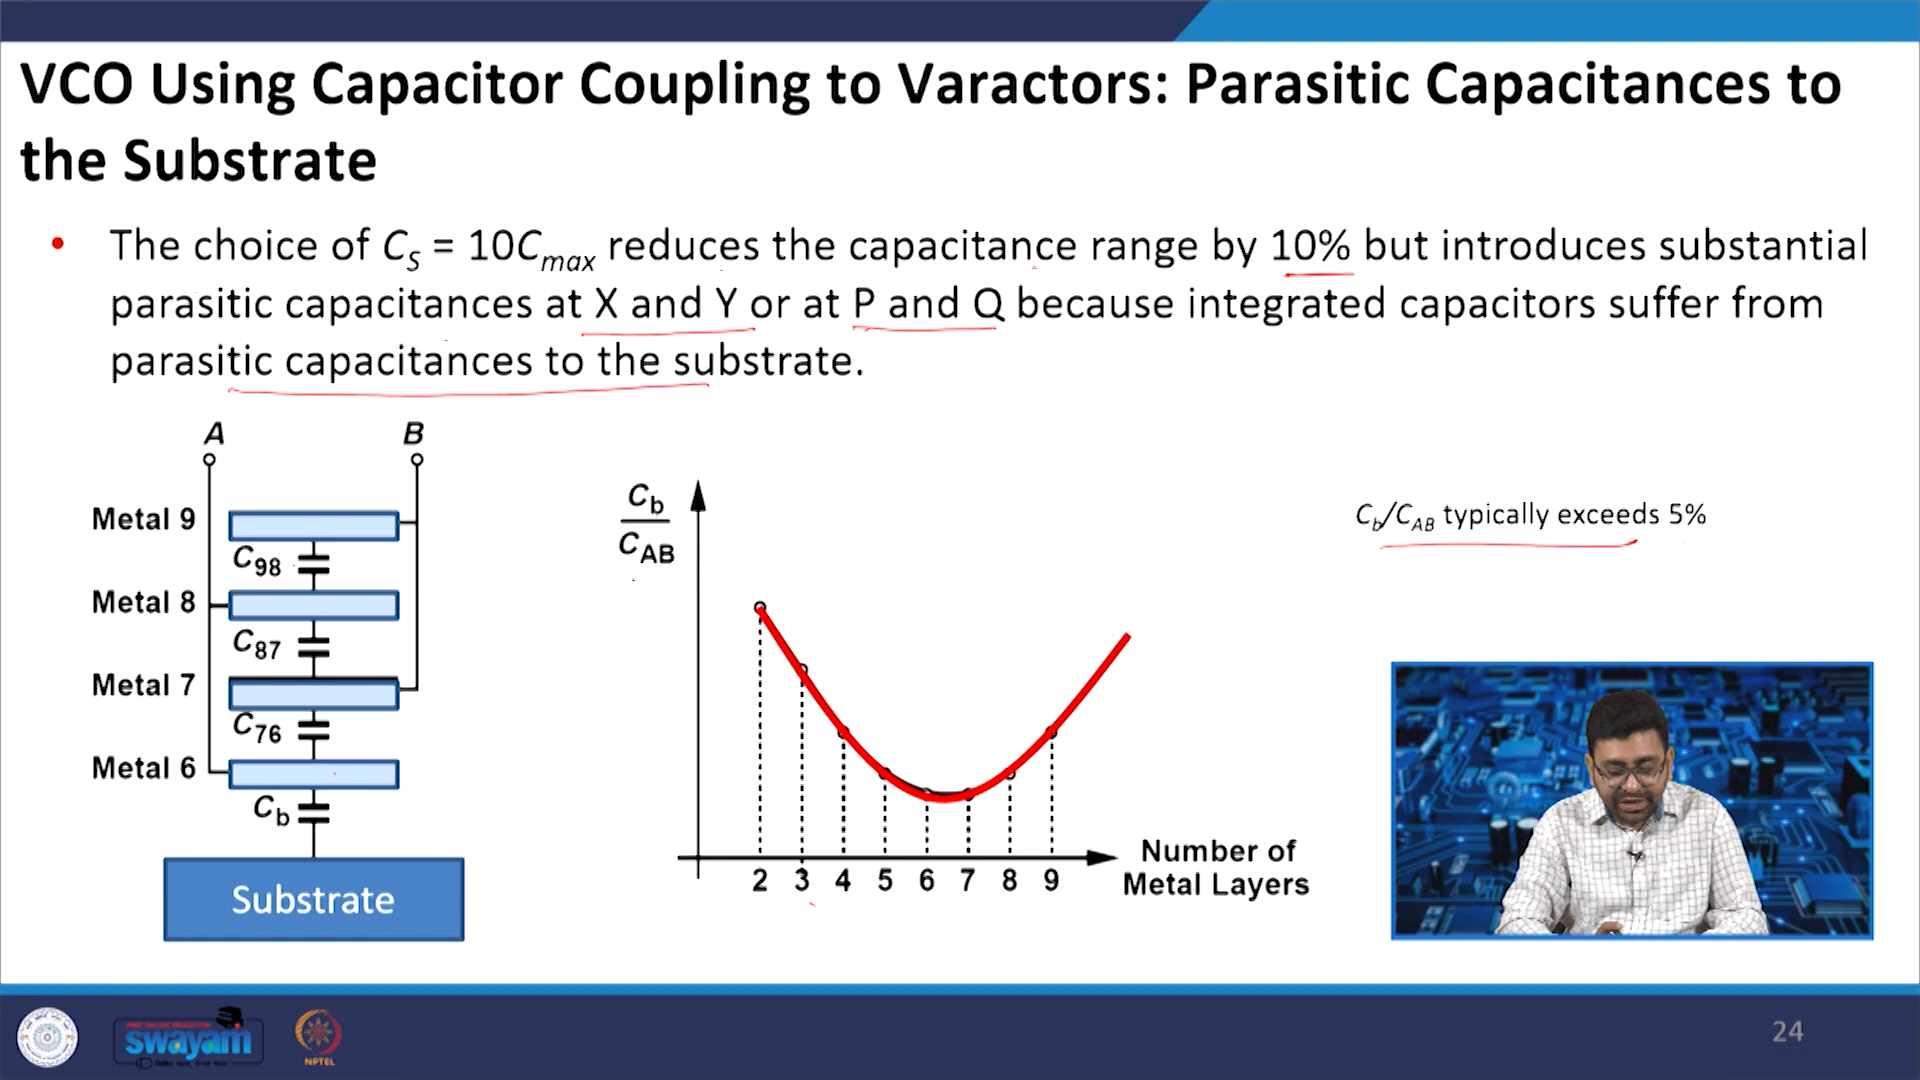 VCO Using Capacitor Coupling to Varactors: Parasitic Capacitances to
the Substrate
• The choice of C_S = 10C_max reduces the capacitance range by 10% but introduces substantial
parasitic capacitances at X and Y or at P and Q because integrated capacitors suffer from
parasitic capacitances to the substrate.
A B
Metal 9
C98
Metal 8
C87
Metal 7
C76
Metal 6
Cb
Substrate
Cb
CAB
2 3 4 5 6 7 8 9
Number of
Metal Layers
Cb/CAB typically exceeds 5%
swayam
NPTEL
24